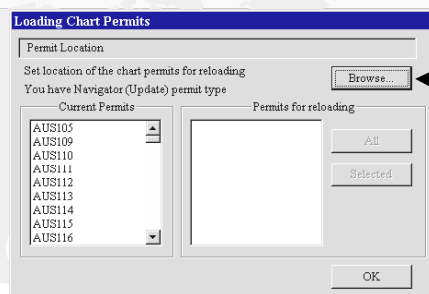 Loading Chart Permits
Permit Location
Set location of the chart permits for reloading
You have Navigator (Update) permit type
Browse...
Current Permits
AUS105
AUS109
AUS110
AUS111
AUS112
AUS113
AUS114
AUS115
AUS116
Permits for reloading
All
Selected
OK